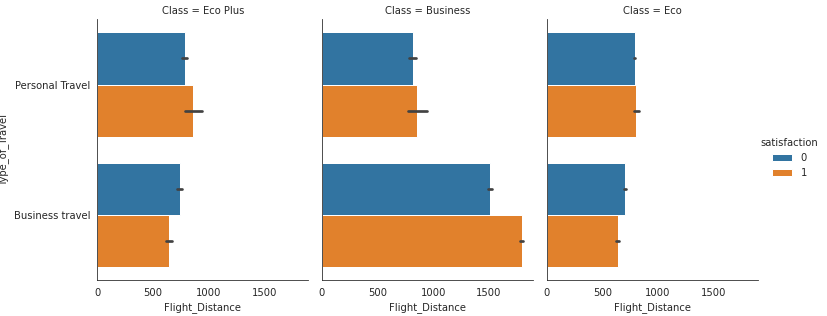 Class = Eco Plus
Class = Business
Class = Eco
Type_of_Travel
Personal Travel
Business travel
0 500 1000 1500
0 500 1000 1500
0 500 1000 1500
Flight_Distance
Flight_Distance
Flight_Distance
satisfaction
0
1